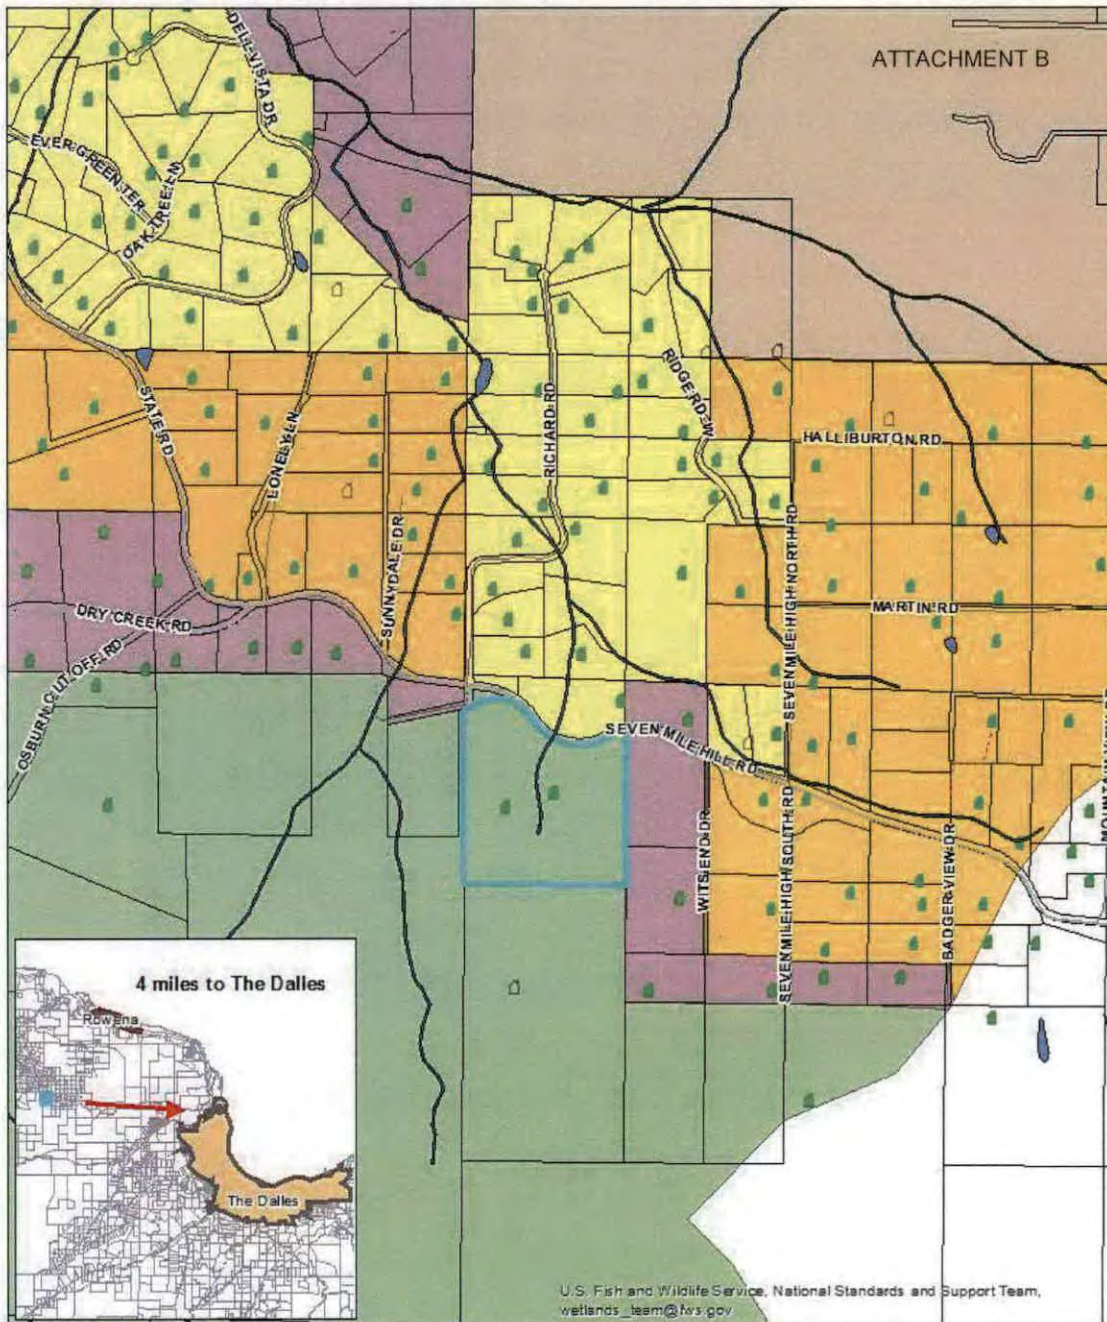 ATTACHMENT B
DELL VISTA DR
EVERGREEN TER
OAK TREE LN
STATE RD
LONELY LN
RICHARD RD
RIDGE RD W
HALLIBURTON RD
SUNNYDALE DR
SEVEN MILE HIGH NORTH RD
MARTIN RD
DRY CREEK RD
OSBURN CUT OFF RD
SEVEN MILE HILL RD
WITS END DR
SEVEN MILE HIGH SOUTH RD
BADGER VIEW DR
4 miles to The Dalles
Rowena
The Dalles
U.S. Fish and Wildlife Service, National Standards and Support Team,
wetlands_team@fws.gov